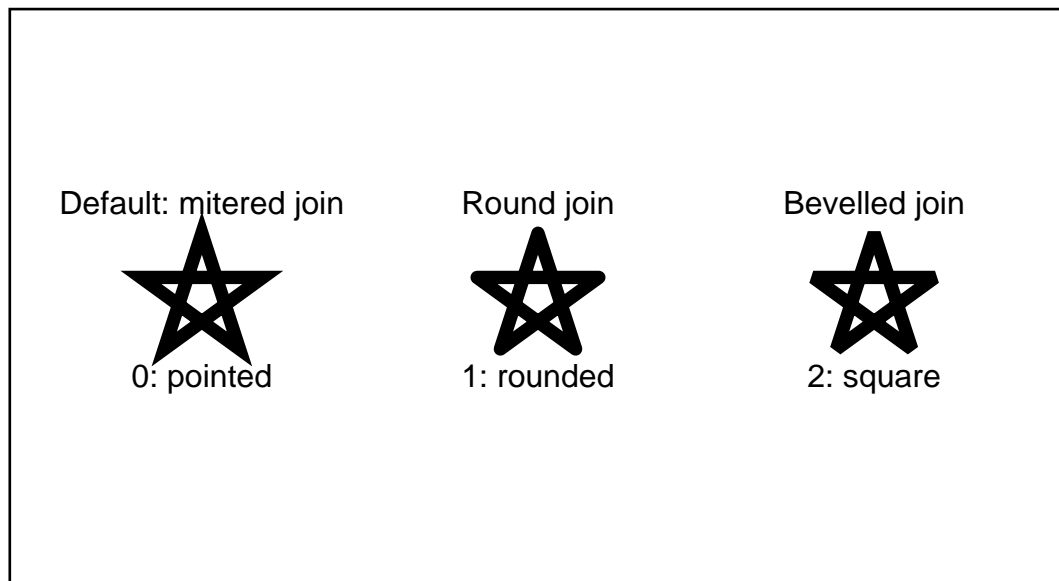 Default: mitered join
Round join
Bevelled join
0: pointed
1: rounded
2: square